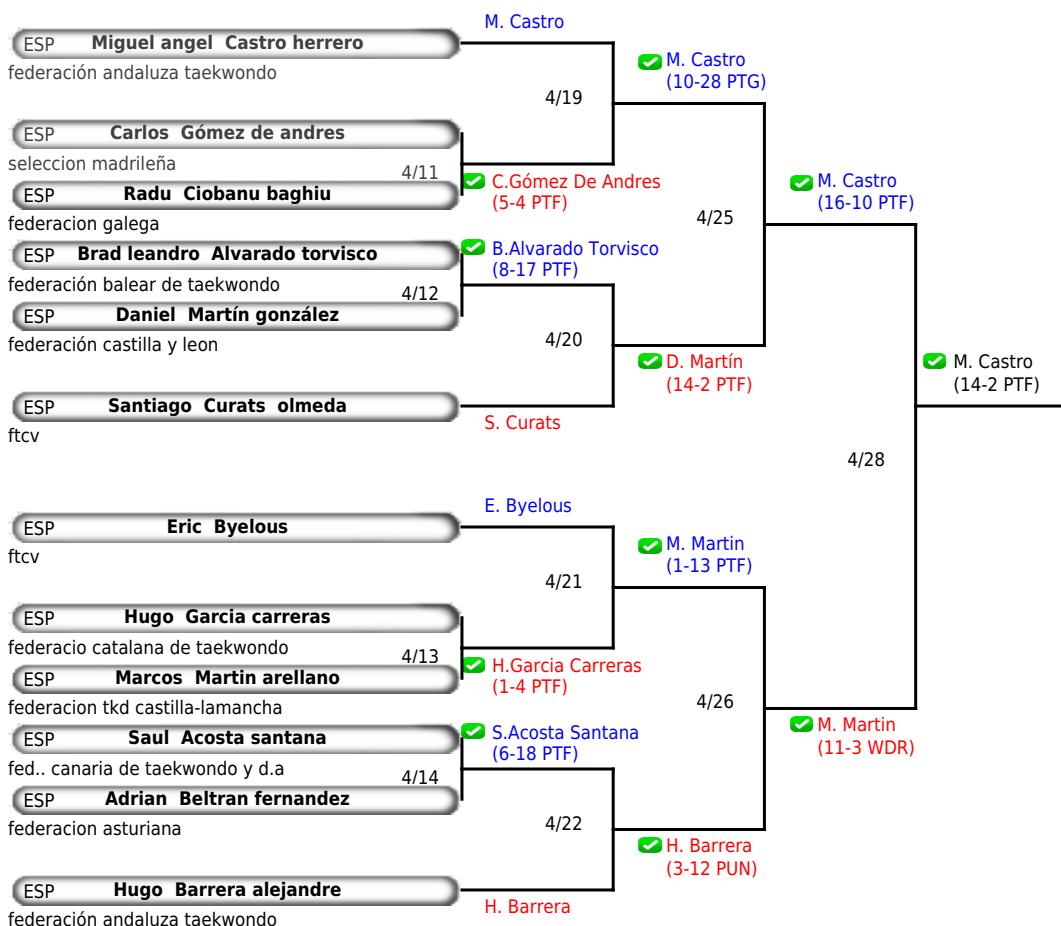 M. Castro
ESP Miguel angel Castro herrero
federación andaluza taekwondo
M. Castro
(10-28 PTG)
4/19
ESP Carlos Gómez de andres
seleccion madrileña
4/11
C.Gómez De Andres
(5-4 PTF)
M. Castro
(16-10 PTF)
ESP Radu Ciobanu baghiu
federacion galega
4/25
ESP Brad leandro Alvarado torvisco
federación balear de taekwondo
B.Alvarado Torvisco
(8-17 PTF)
4/12
ESP Daniel Martín gonzález
federación castilla y leon
4/20
D. Martín
(14-2 PTF)
M. Castro
(14-2 PTF)
ESP Santiago Curats olmeda
ftcv
S. Curats
4/28
E. Byelous
ESP Eric Byelous
ftcv
M. Martin
(1-13 PTF)
4/21
ESP Hugo Garcia carreras
federacio catalana de taekwondo
4/13
H.Garcia Carreras
(1-4 PTF)
ESP Marcos Martin arellano
federacion tkd castilla-lamancha
4/26
M. Martin
(11-3 WDR)
ESP Saul Acosta santana
fed.. canaria de taekwondo y d.a
S.Acosta Santana
(6-18 PTF)
4/14
ESP Adrian Beltran fernandez
federacion asturiana
4/22
H. Barrera
(3-12 PUN)
ESP Hugo Barrera alejandre
federación andaluza taekwondo
H. Barrera